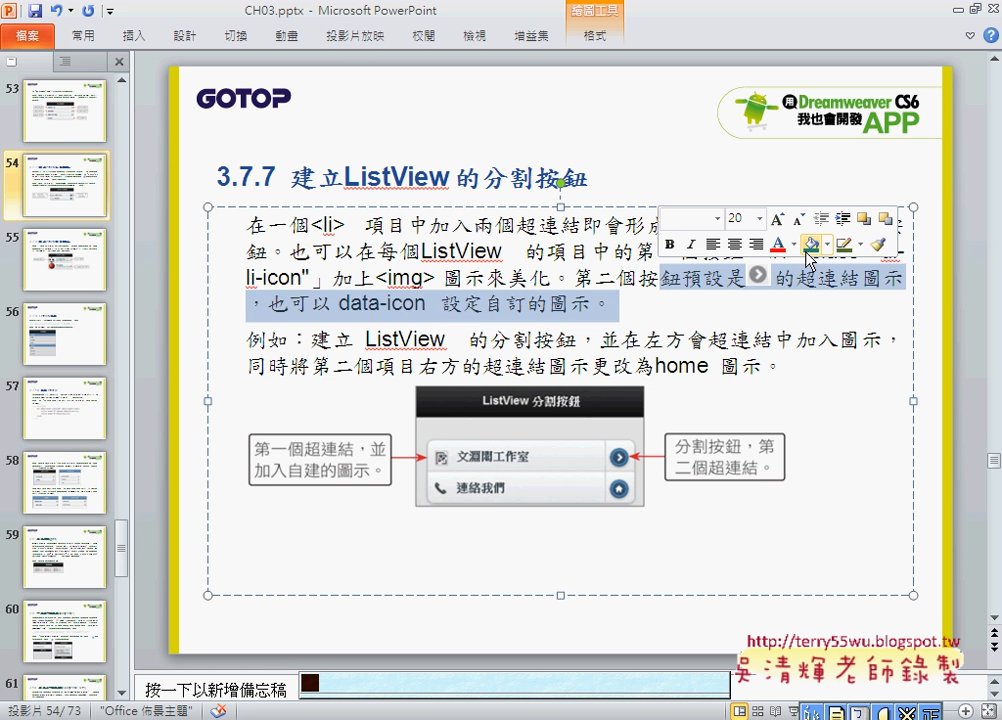 CH03.pptx - Microsoft PowerPoint
繪圖工具
檔案 常用 插入 設計 切換 動畫 投影片放映 校閱 檢視 增益集 格式
53
54
55
56
57
58
59
60
61
GOTOP
用 Dreamweaver CS6
我也會開發 APP
3.7.7 建立ListView 的分割按鈕
在一個<li> 項目中加入兩個超連結即會形成
鈕。也可以在每個ListView 的項目中的第
li-icon"」加上<img> 圖示來美化。第二個按鈕預設是 的超連結圖示
，也可以 data-icon 設定自訂的圖示。
例如：建立 ListView 的分割按鈕，並在左方會超連結中加入圖示，
同時將第二個項目右方的超連結圖示更改為home 圖示。
20
B I A
ListView 分割按鈕
文淵閣工作室
連絡我們
第一個超連結，並
加入自建的圖示。
分割按鈕，第
二個超連結。
http://terry55wu.blogspot.tw
吳清輝老師錄製
按一下以新增備忘稿
投影片 54/ 73 "Office 佈景主題"